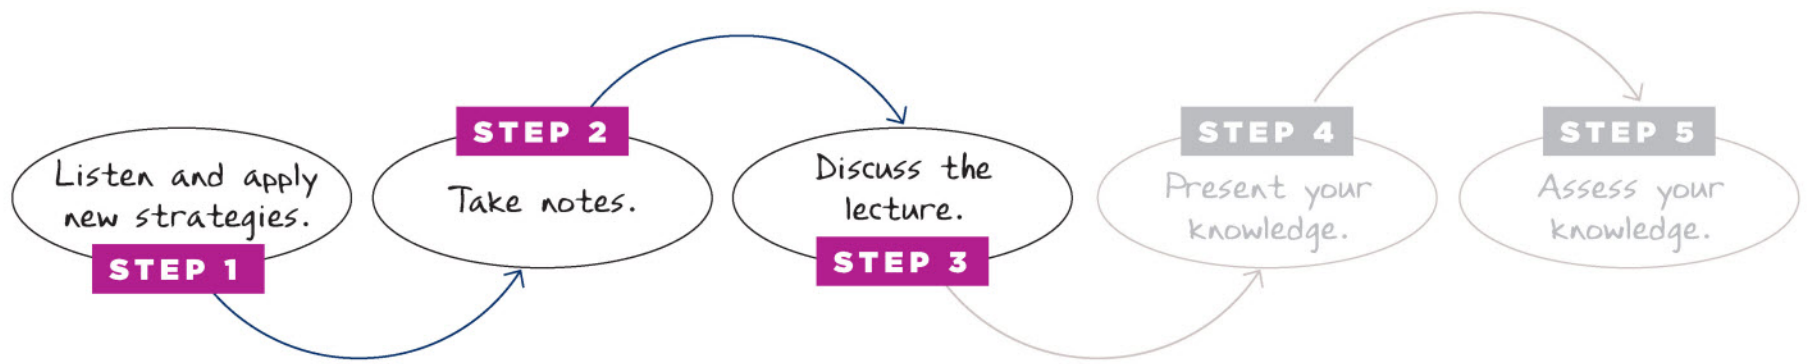 Listen and apply
new strategies.
STEP 1
STEP 2
Take notes.
Discuss the
lecture.
STEP 3
STEP 4
Present your
knowledge.
STEP 5
Assess your
knowledge.